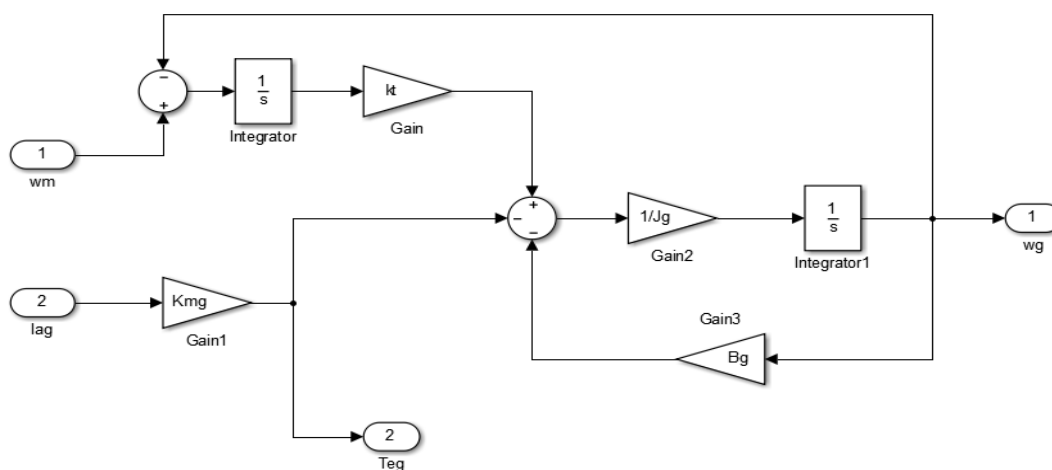 −
+
1
s
Integrator
kt
Gain
1
wm
+
−
−
1/Jg
Gain2
1
s
Integrator1
1
wg
2
Iag
Kmg
Gain1
Gain3
Bg
2
Teg